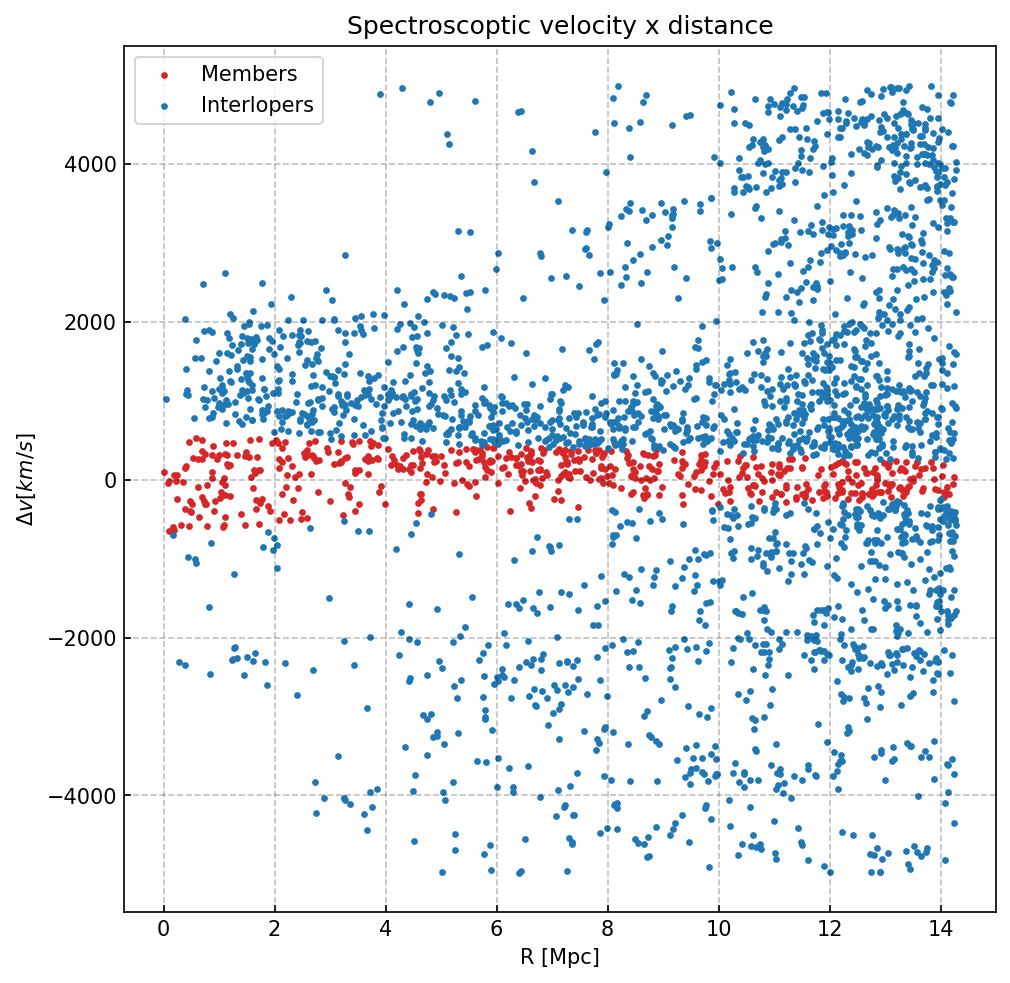 Spectroscoptic velocity x distance
Members
Interlopers
4000
2000
0
−2000
−4000
Δv[km/s]
0 2 4 6 8 10 12 14
R [Mpc]